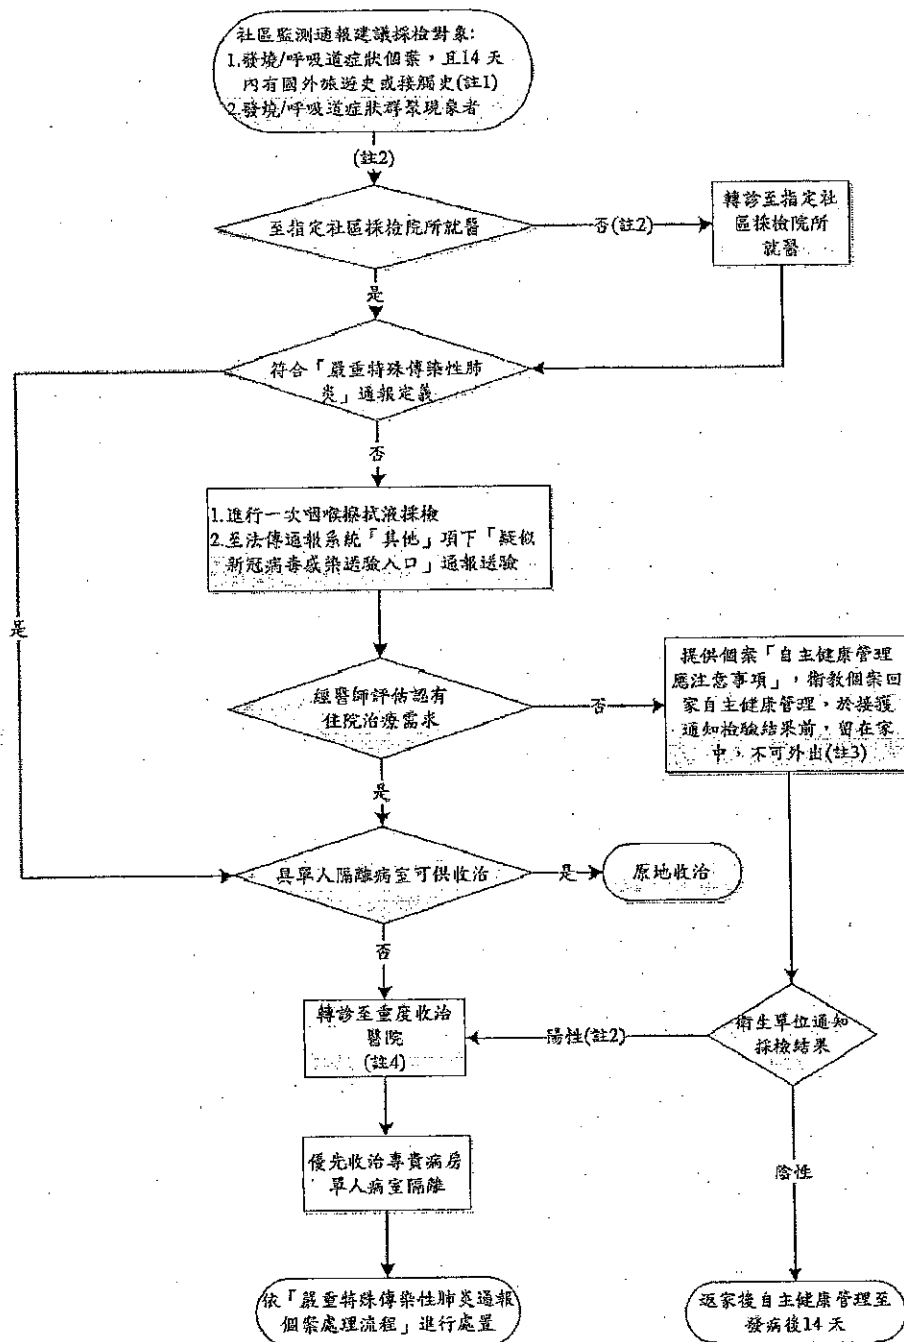 社區監測通報建議採檢對象:
1.發燒/呼吸道症狀個案，且14天
內有國外旅遊史或接觸史(註1)
2.發燒/呼吸道症狀群聚現象者
(註2)
至指定社區採檢院所就醫
否(註2)
轉診至指定社
區採檢院所
就醫
是
符合「嚴重特殊傳染性肺
炎」通報定義
否
1.進行一次咽喉擦拭液採檢
2.至法傳通報系統「其他」項下「疑似
新冠病毒感染送驗入口」通報送驗
是
經醫師評估認有
住院治療需求
否
提供個案「自主健康管理
應注意事項」，衛教個案回
家自主健康管理，於接獲
通知檢驗結果前，留在家
中，不可外出(註3)
是
具單人隔離病室可供收治
是
原地收治
否
轉診至重度收治
醫院
(註4)
陽性(註2)
衛生單位通知
採檢結果
優先收治專責病房
單人病室隔離
陰性
依「嚴重特殊傳染性肺炎通報
個案處理流程」進行處置
返家後自主健康管理至
發病後14天